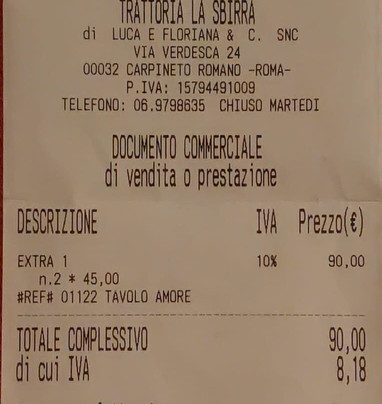 TRATTORIA LA SBIRRA
di LUCA E FLORIANA & C. SNC
VIA VERDESCA 24
00032 CARPINETO ROMANO -ROMA-
P.IVA: 15794491009
TELEFONO: 06.9798635 CHIUSO MARTEDI
DOCUMENTO COMMERCIALE
di vendita o prestazione
DESCRIZIONE IVA Prezzo(€)
EXTRA 1 10% 90,00
n.2 * 45,00
#REF# 01122 TAVOLO AMORE
TOTALE COMPLESSIVO 90,00
di cui IVA 8,18